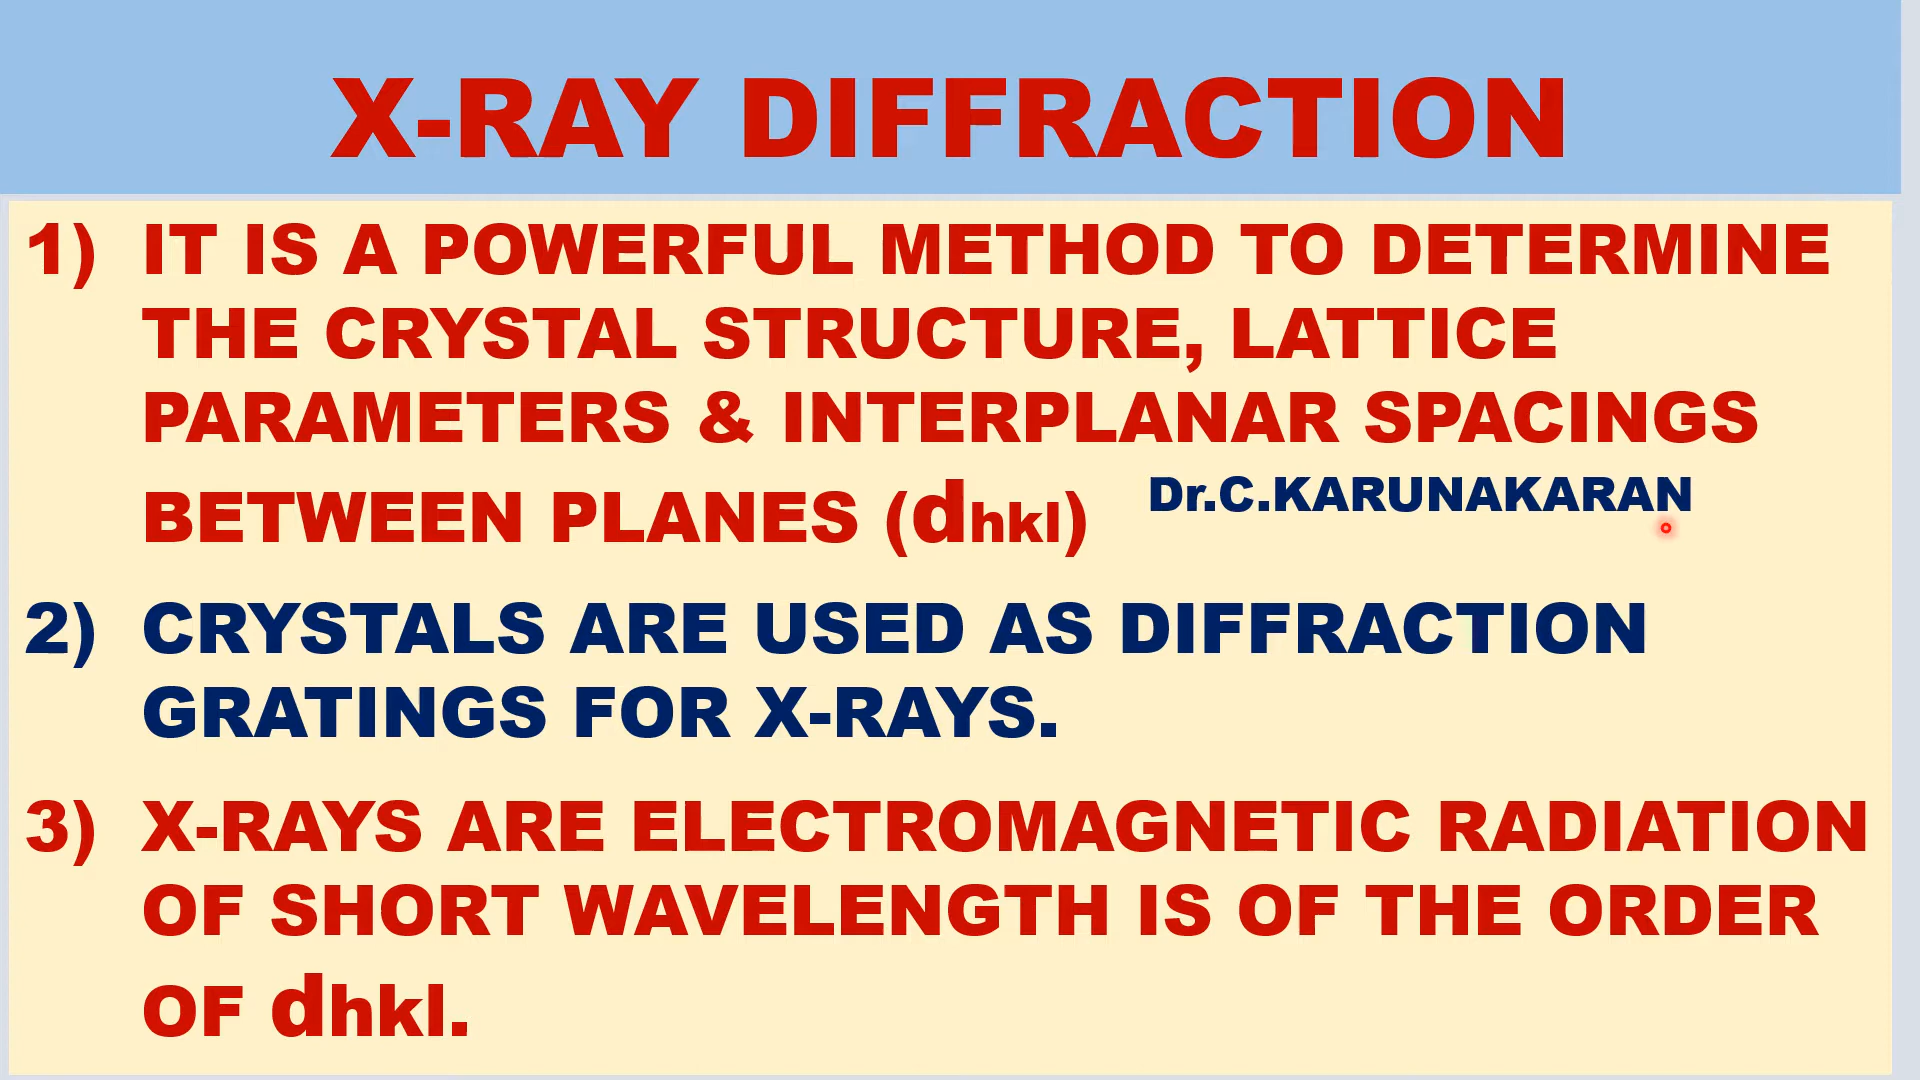 X-RAY DIFFRACTION
1) IT IS A POWERFUL METHOD TO DETERMINE
THE CRYSTAL STRUCTURE, LATTICE
PARAMETERS & INTERPLANAR SPACINGS
BETWEEN PLANES (dhkl) Dr.C.KARUNAKARAN
2) CRYSTALS ARE USED AS DIFFRACTION
GRATINGS FOR X-RAYS.
3) X-RAYS ARE ELECTROMAGNETIC RADIATION
OF SHORT WAVELENGTH IS OF THE ORDER
OF dhkl.